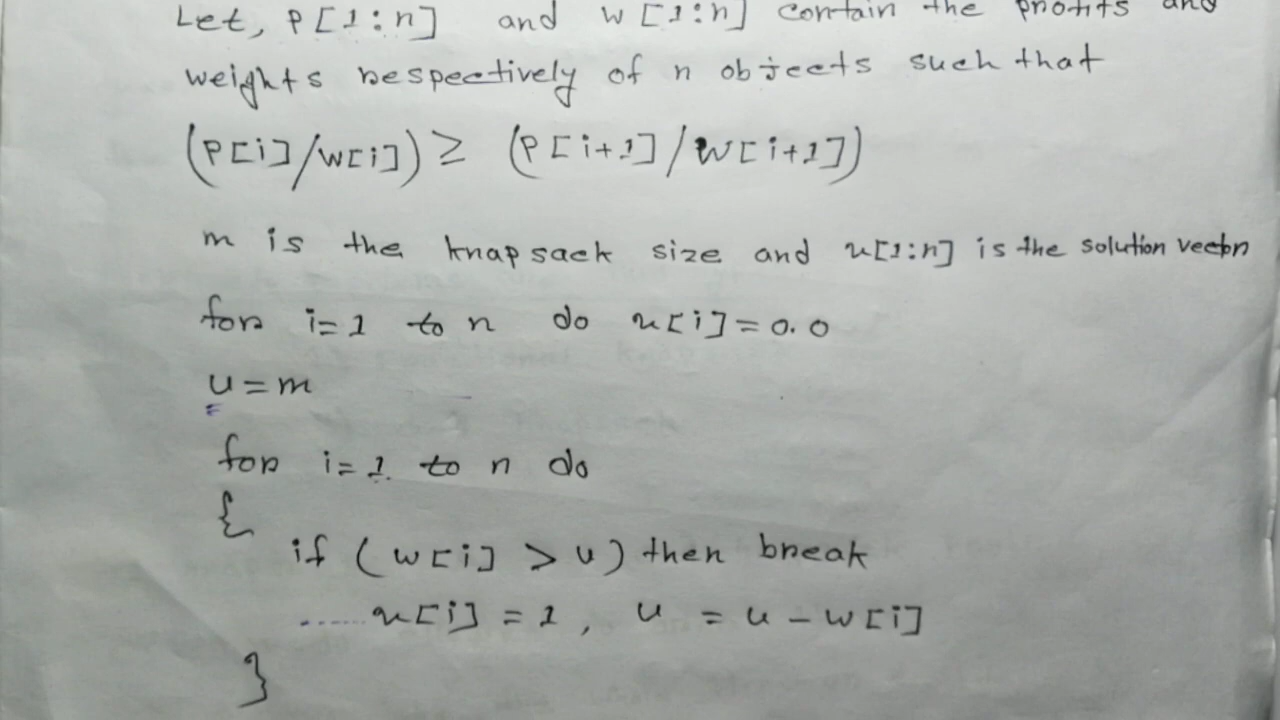 Let, P[1:n] and w[1:n] contain the profits and
weights respectively of n objects such that
(P[i]/w[i]) ≥ (P[i+1]/w[i+1])
m is the knapsack size and x[1:n] is the solution vector
for i=1 to n do x[i]=0.0
u=m
for i=1 to n do
{
if (w[i] > u) then break
x[i] = 1, u = u - w[i]
}